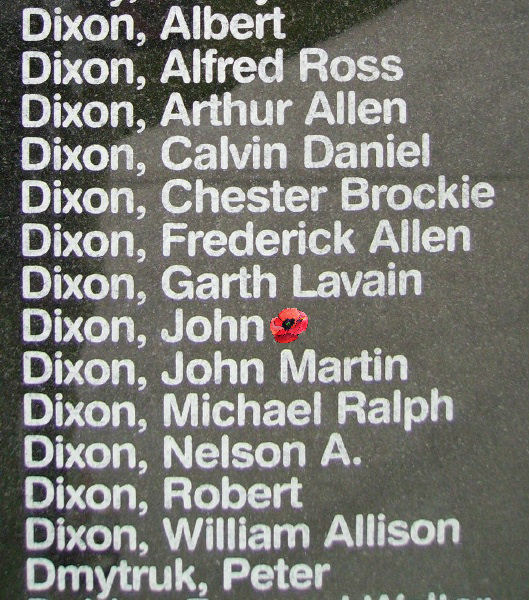 Dixon, Albert
Dixon, Alfred Ross
Dixon, Arthur Allen
Dixon, Calvin Daniel
Dixon, Chester Brockie
Dixon, Frederick Allen
Dixon, Garth Lavain
Dixon, John
Dixon, John Martin
Dixon, Michael Ralph
Dixon, Nelson A.
Dixon, Robert
Dixon, William Allison
Dmytruk, Peter